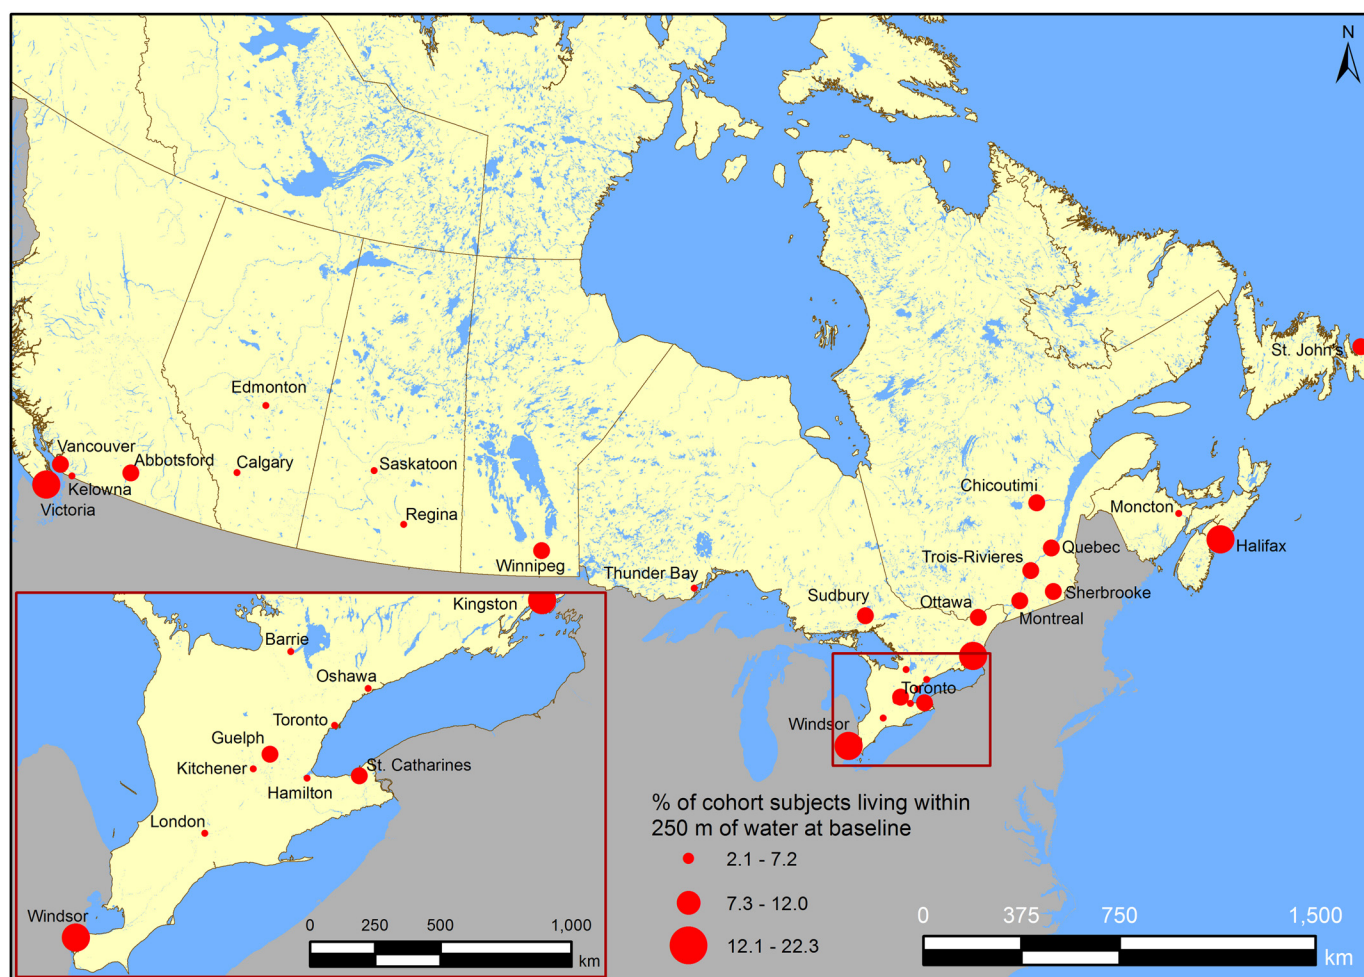 N
St. John's
Edmonton
Vancouver
Abbotsford
Calgary
Saskatoon
Kelowna
Victoria
Regina
Chicoutimi
Moncton
Quebec
Halifax
Winnipeg
Trois-Rivieres
Thunder Bay
Sherbrooke
Sudbury
Ottawa
Montreal
Kingston
Barrie
Oshawa
Toronto
Toronto
Windsor
Guelph
St. Catharines
Kitchener
Hamilton
London
Windsor
0 250 500 1,000
km
% of cohort subjects living within
250 m of water at baseline
2.1 - 7.2
7.3 - 12.0
12.1 - 22.3
0 375 750 1,500
km